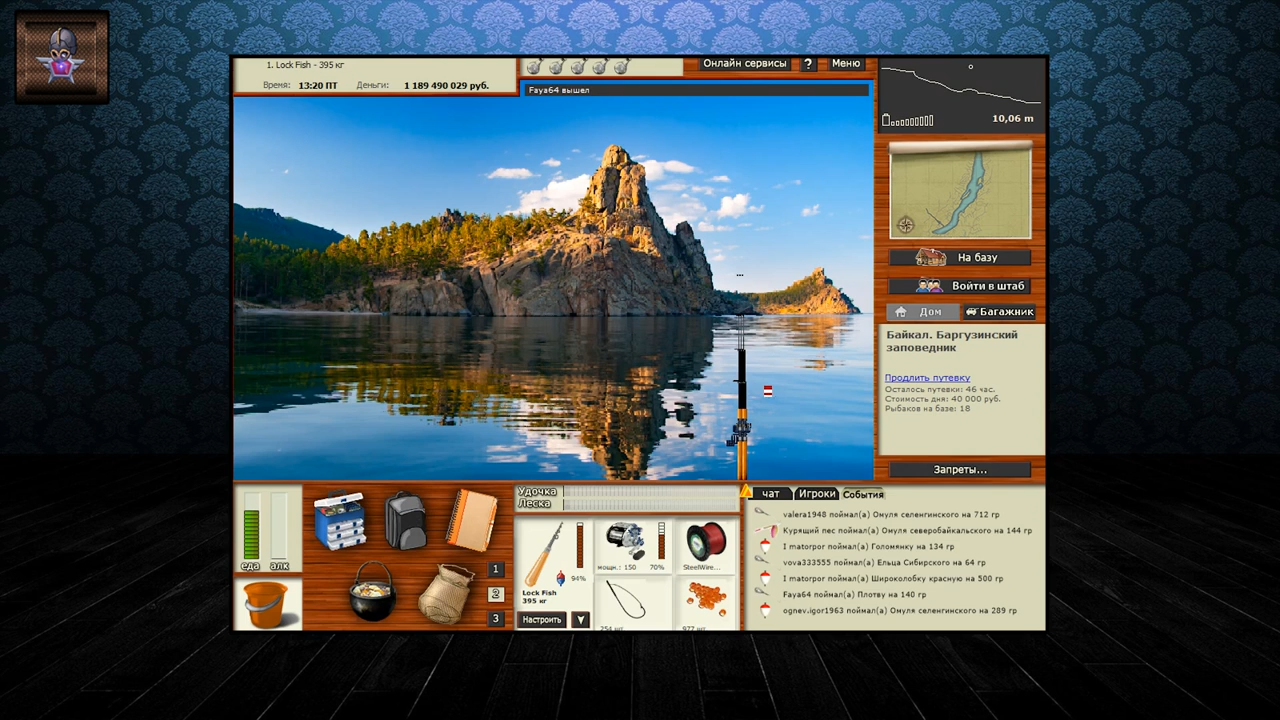 1. Lock Fish - 395 кг
Время: 13:20 ПТ Деньги: 1 189 490 029 руб.
Онлайн сервисы ? Меню
Faya64 вышел
10,06 m
На базу
Войти в штаб
Дом Багажник
Байкал. Баргузинский
заповедник
Продлить путевку
Осталось путевки: 46 час.
Стоимость дня: 40 000 руб.
Рыбаков на базе: 18
Запреты...
еда алк
1
2
3
Удочка
Леска
94%
Lock Fish
395 кг
Настроить
мощн.: 150 70%
SteelWire...
254 шт.
977 шт.
чат Игроки События
valera1948 поймал(а) Омуля селенгинского на 712 гр
Курящий пес поймал(а) Омуля северобайкальского на 144 гр
I matorpor поймал(а) Голомянку на 134 гр
vova333555 поймал(а) Ельца Сибирского на 64 гр
I matorpor поймал(а) Широколобку красную на 500 гр
Faya64 поймал(а) Плотву на 140 гр
ognev.igor1963 поймал(а) Омуля селенгинского на 289 гр